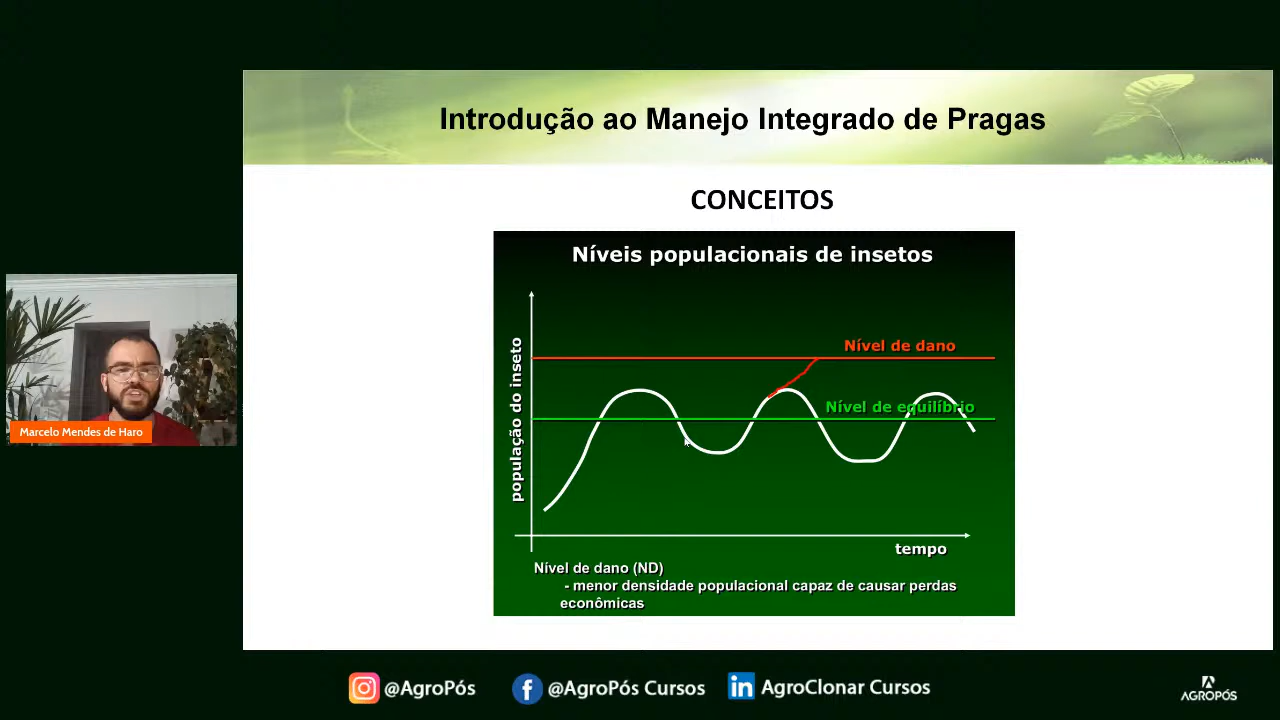 Introdução ao Manejo Integrado de Pragas
CONCEITOS
Níveis populacionais de insetos
população do inseto
Nível de dano
Nível de equilíbrio
tempo
Nível de dano (ND)
- menor densidade populacional capaz de causar perdas
econômicas
Marcelo Mendes de Haro
@AgroPós
@AgroPós Cursos
AgroClonar Cursos
AGROPÓS